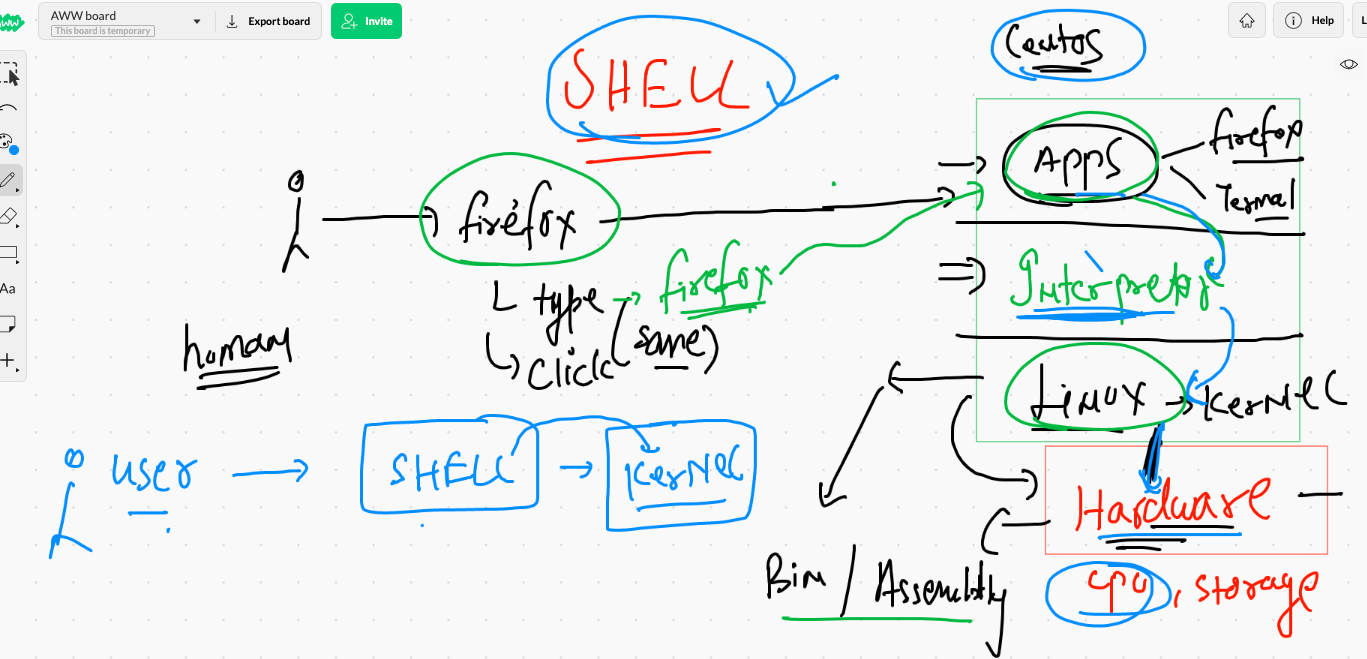 AWW board
This board is temporary
Export board
Invite
Help
Aa
SHELL
Centos
Apps
firefox
Termal
firefox
type → firefox
(same)
Click
human
Interpreter
Linux → KerNEL
user → SHELL → KerNEL
Hardware
Bin / Assembly
CPU, storage